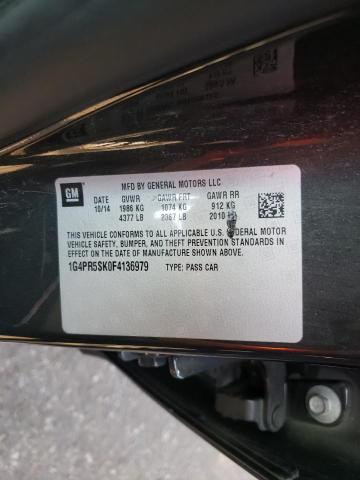 GM
MFD BY GENERAL MOTORS LLC
DATE GVWR GAWR FRT GAWR RR
10/14 1986 KG 1074 KG 912 KG
4377 LB 2367 LB 2010
THIS VEHICLE CONFORMS TO ALL APPLICABLE U.S. FEDERAL MOTOR
VEHICLE SAFETY, BUMPER, AND THEFT PREVENTION STANDARDS IN
EFFECT ON THE DATE OF MANUFACTURE SHOWN ABOVE.
1G4PR5SK0F4136979 TYPE: PASS CAR